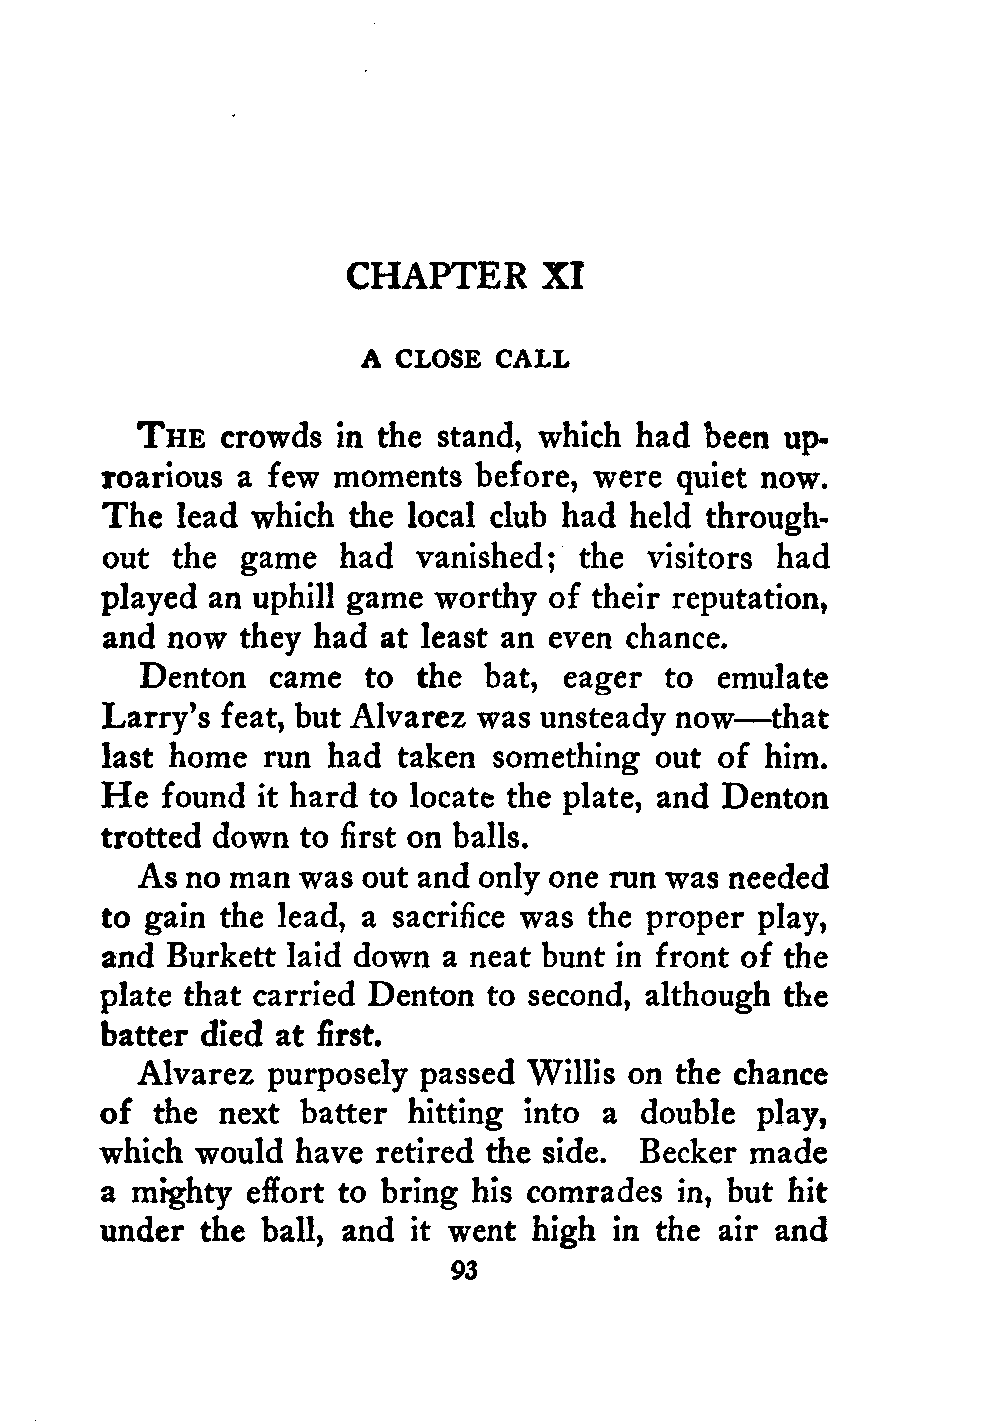 CHAPTER XI
A CLOSE CALL
THE crowds in the stand, which had been up-
roarious a few moments before, were quiet now.
The lead which the local club had held through-
out the game had vanished; the visitors had
played an uphill game worthy of their reputation,
and now they had at least an even chance.
Denton came to the bat, eager to emulate
Larry's feat, but Alvarez was unsteady now—that
last home run had taken something out of him.
He found it hard to locate the plate, and Denton
trotted down to first on balls.
As no man was out and only one run was needed
to gain the lead, a sacrifice was the proper play,
and Burkett laid down a neat bunt in front of the
plate that carried Denton to second, although the
batter died at first.
Alvarez purposely passed Willis on the chance
of the next batter hitting into a double play,
which would have retired the side. Becker made
a mighty effort to bring his comrades in, but hit
under the ball, and it went high in the air and
93